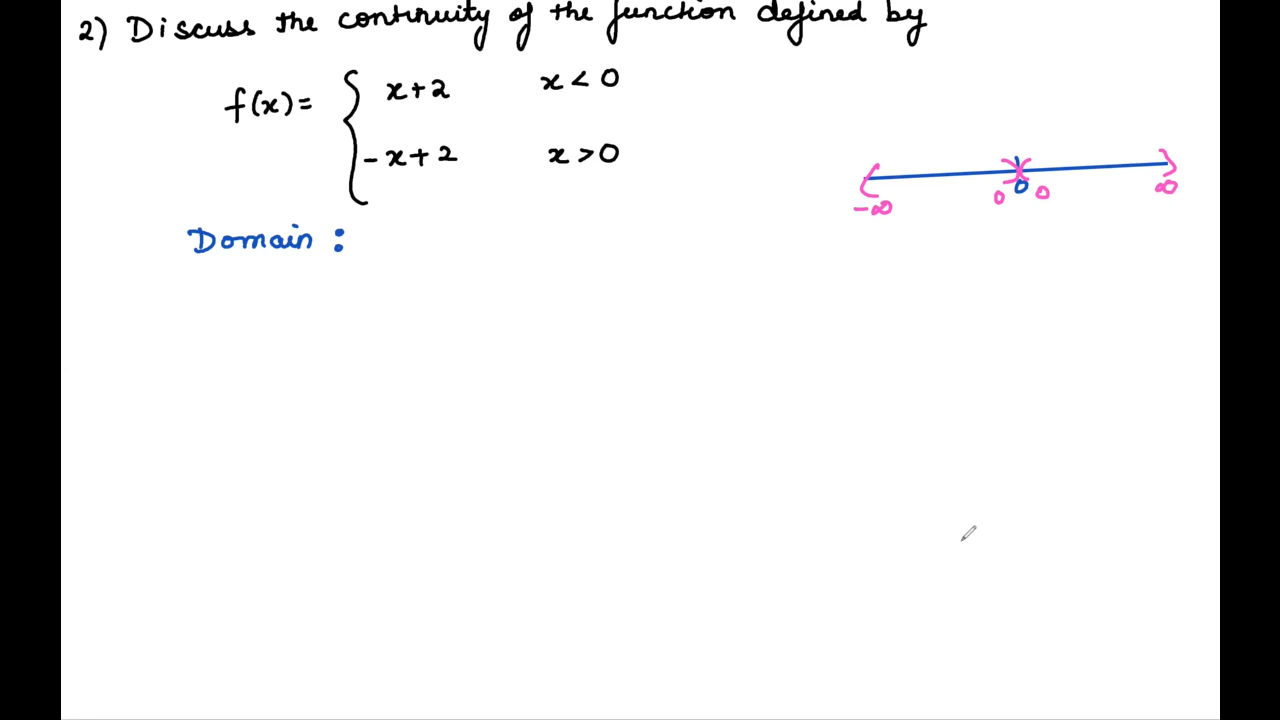 2) Discuss the continuity of the function defined by
f(x) = { x+2 x < 0
-x+2 x > 0
Domain :
-∞ 0 0 0 ∞